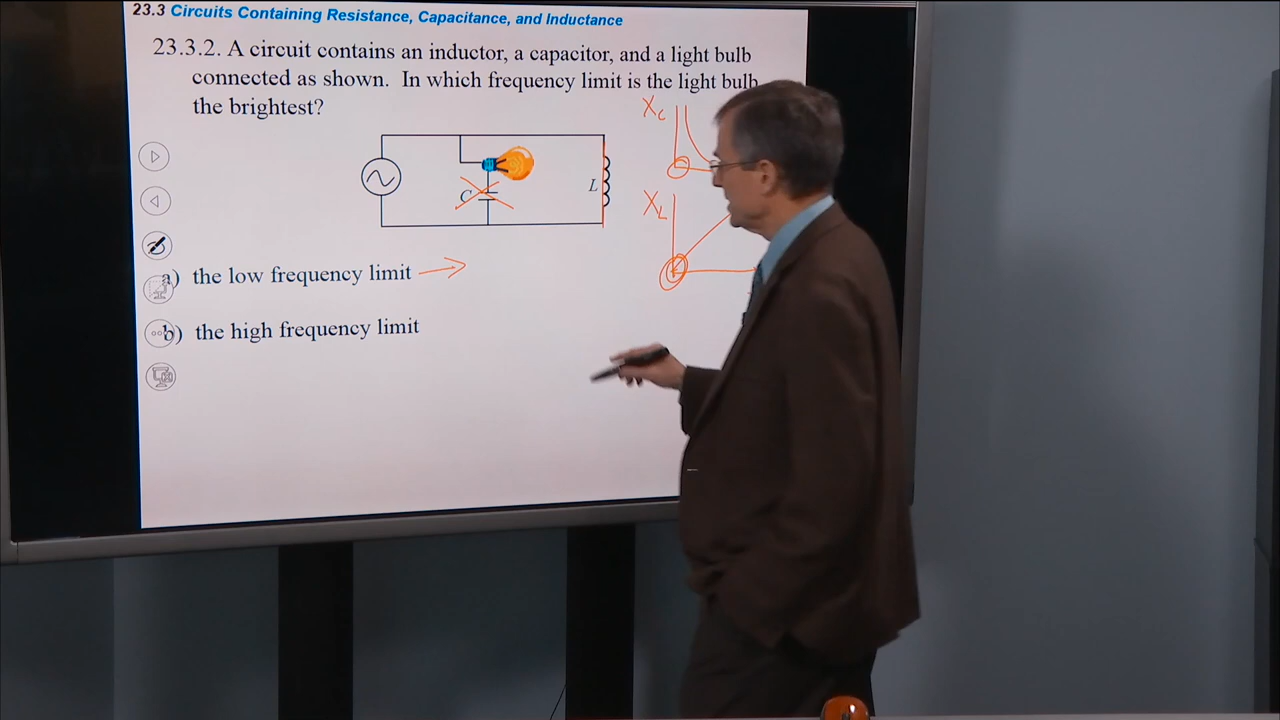 23.3 Circuits Containing Resistance, Capacitance, and Inductance
23.3.2. A circuit contains an inductor, a capacitor, and a light bulb
connected as shown. In which frequency limit is the light bulb
the brightest?
X_C
C
L
X_L
a) the low frequency limit
b) the high frequency limit